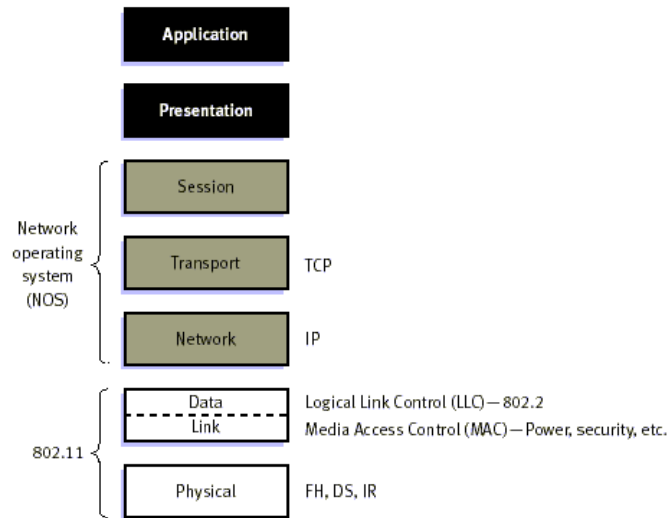 Application
Presentation
Session
Network
operating
system
(NOS)
Transport
TCP
Network
IP
Data
Logical Link Control (LLC)—802.2
Link
Media Access Control (MAC)—Power, security, etc.
802.11
Physical
FH, DS, IR